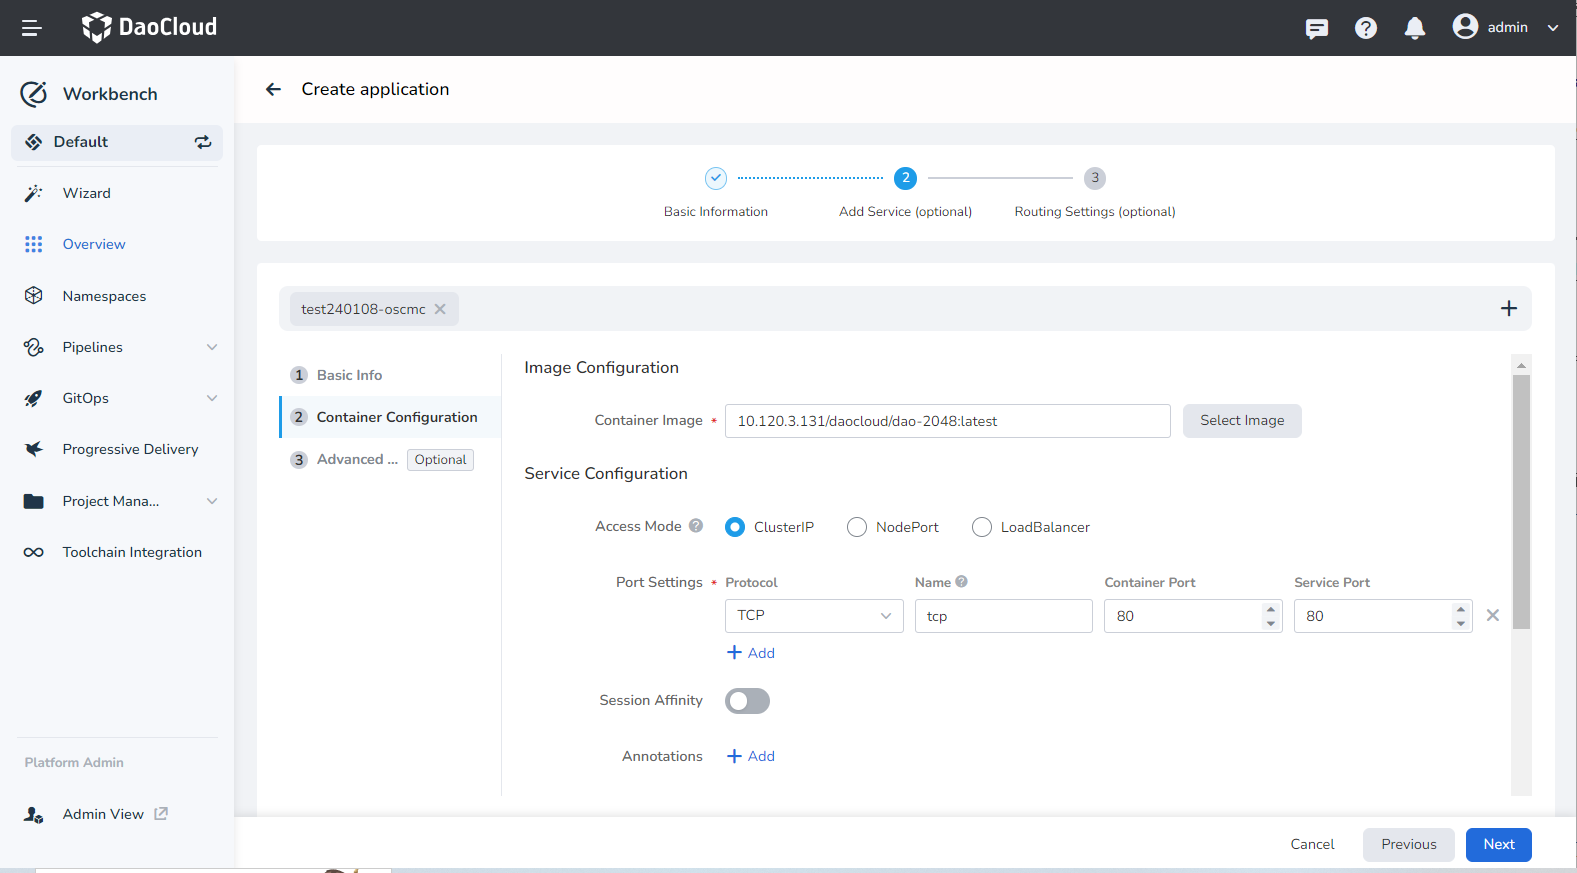 DaoCloud
admin
Workbench
Default
Wizard
Overview
Namespaces
Pipelines
GitOps
Progressive Delivery
Project Mana...
Toolchain Integration
Platform Admin
Admin View
Create application
2
3
Basic Information
Add Service (optional)
Routing Settings (optional)
test240108-oscmc
1 Basic Info
2 Container Configuration
3 Advanced ... Optional
Image Configuration
Container Image * 10.120.3.131/daocloud/dao-2048:latest Select Image
Service Configuration
Access Mode ? ClusterIP NodePort LoadBalancer
Port Settings * Protocol Name ? Container Port Service Port
TCP tcp 80 80
+ Add
Session Affinity
Annotations + Add
Cancel Previous Next